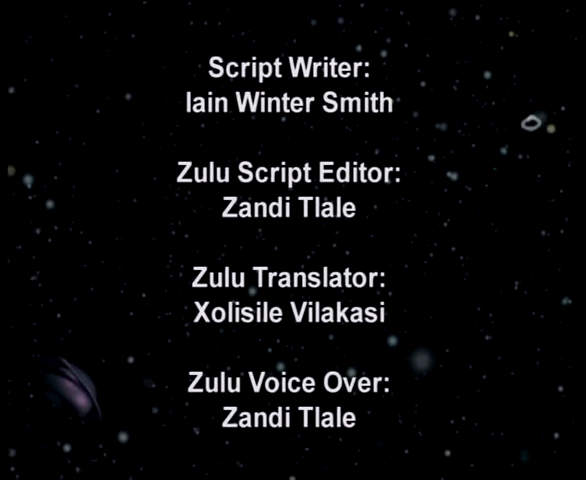 Script Writer:
Iain Winter Smith
Zulu Script Editor:
Zandi Tlale
Zulu Translator:
Xolisile Vilakasi
Zulu Voice Over:
Zandi Tlale